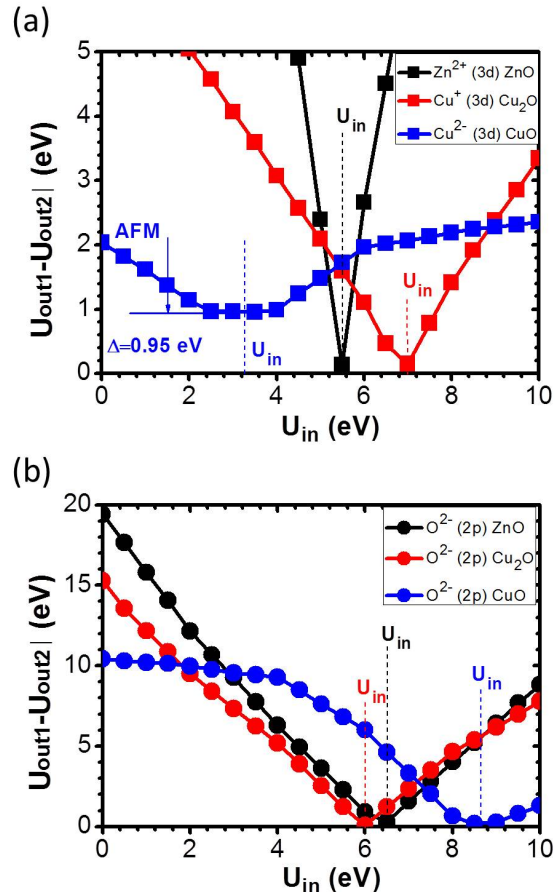 (a)
5
4
3
2
1
0
0
2
4
6
8
10
Uout1-Uout2| (eV)
Uin (eV)
Zn2+ (3d) ZnO
Cu+ (3d) Cu2O
Cu2- (3d) CuO
Uin
Uin
Uin
AFM
Δ=0.95 eV
(b)
20
15
10
5
0
0
2
4
6
8
10
Uout1-Uout2| (eV)
Uin (eV)
O2- (2p) ZnO
O2- (2p) Cu2O
O2- (2p) CuO
Uin
Uin
Uin